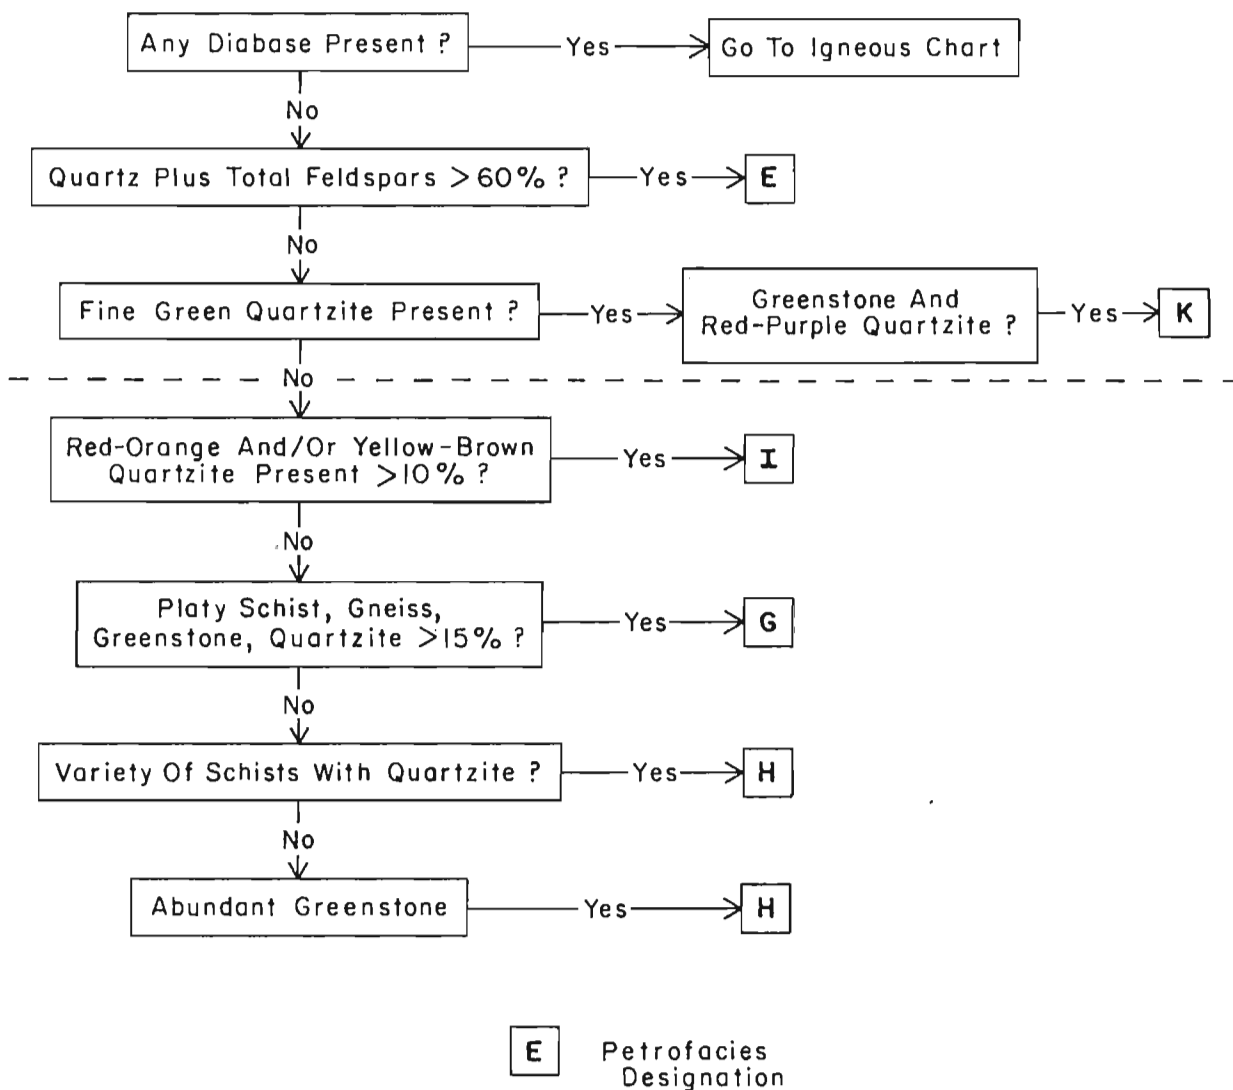 Any Diabase Present ?
Yes
Go To Igneous Chart
No
Quartz Plus Total Feldspars > 60% ?
Yes
E
No
Fine Green Quartzite Present ?
Yes
Greenstone And
Red-Purple Quartzite ?
Yes
K
No
Red-Orange And/Or Yellow-Brown
Quartzite Present >10% ?
Yes
I
No
Platy Schist, Gneiss,
Greenstone, Quartzite >15% ?
Yes
G
No
Variety Of Schists With Quartzite ?
Yes
H
No
Abundant Greenstone
Yes
H
E
Petrofacies
Designation